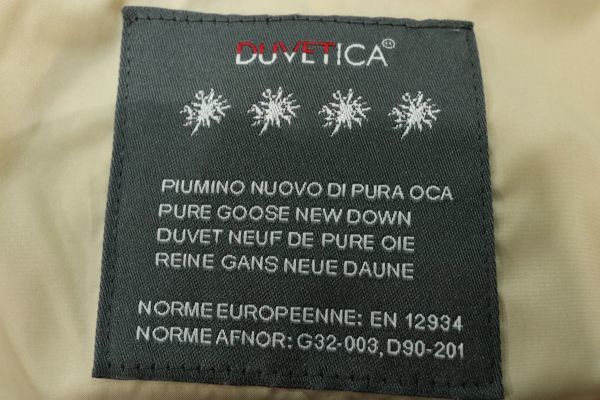 DUVETICA®
PIUMINO NUOVO DI PURA OCA
PURE GOOSE NEW DOWN
DUVET NEUF DE PURE OIE
REINE GANS NEUE DAUNE
NORME EUROPEENNE: EN 12934
NORME AFNOR: G32-003, D90-201